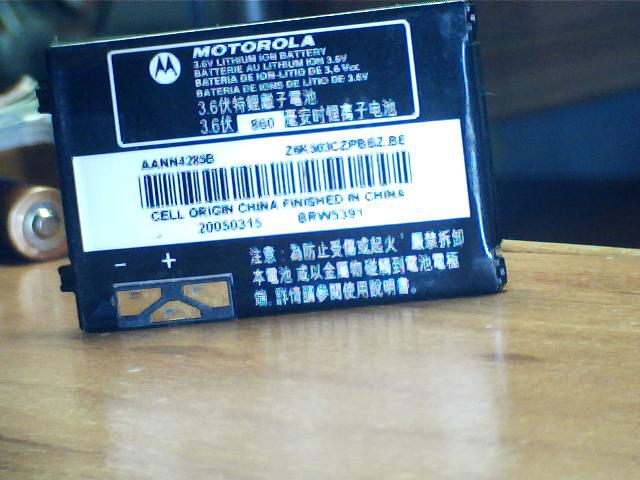 MOTOROLA
3.6V LITHIUM ION BATTERY
BATTERIE AU LITHIUM ION 3.6V
BATERIA DE ION-LITIO DE 3,6 Vcc
BATERIA DE IONS DE LITIO DE 3.6V
3.6伏特鋰離子電池
3.6伏 860 毫安时锂离子电池
AANN4285B
CELL ORIGIN CHINA FINISHED IN CHINA
20050315 BRW5391
- +
注意：為防止受傷或起火，嚴禁拆卸
本電池 或以金屬物碰觸到電池電極
端, 詳情請參閱使用說明書.